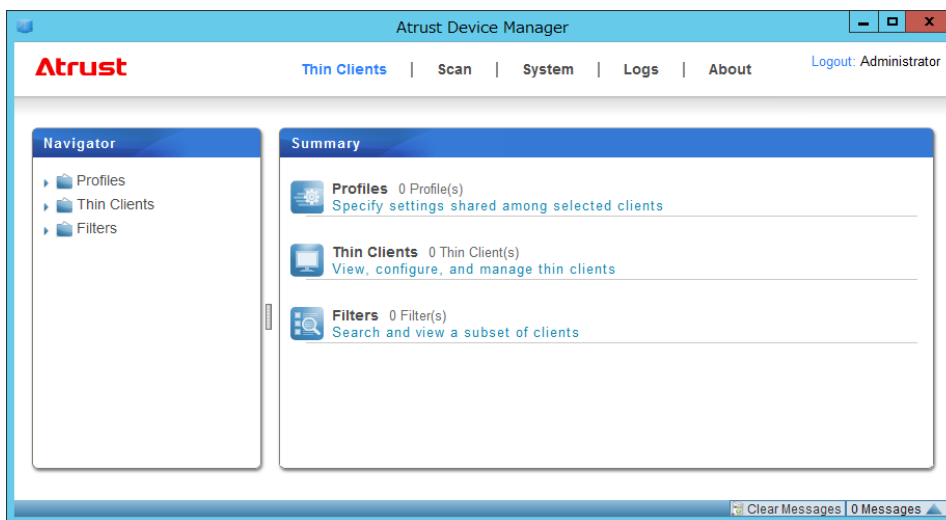 Atrust Device Manager
Atrust
Thin Clients | Scan | System | Logs | About
Logout: Administrator
Navigator
Profiles
Thin Clients
Filters
Summary
Profiles 0 Profile(s)
Specify settings shared among selected clients
Thin Clients 0 Thin Client(s)
View, configure, and manage thin clients
Filters 0 Filter(s)
Search and view a subset of clients
Clear Messages 0 Messages